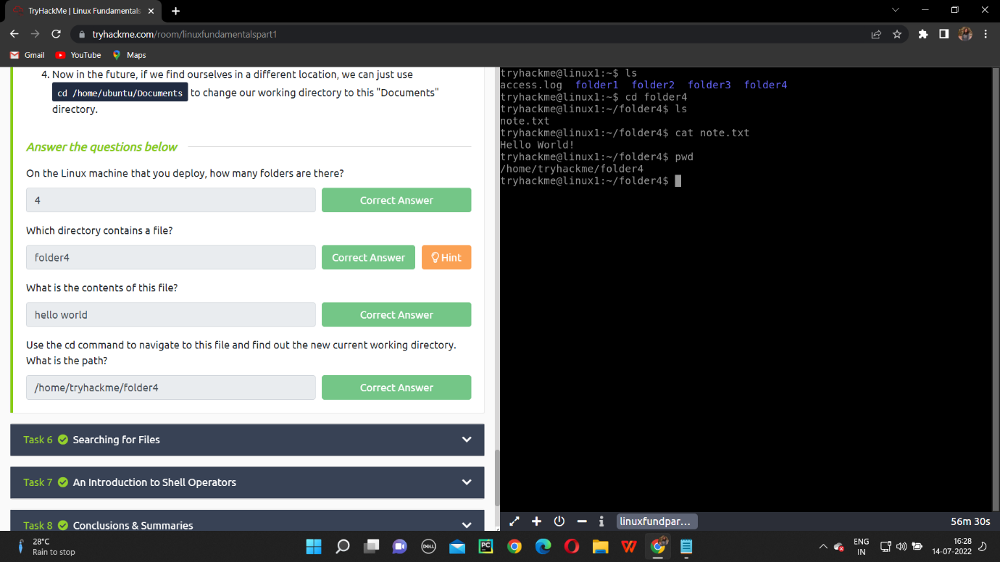 TryHackMe | Linux Fundamentals
tryhackme.com/room/linuxfundamentalspart1
Gmail YouTube Maps
4. Now in the future, if we find ourselves in a different location, we can just use
cd /home/ubuntu/Documents to change our working directory to this "Documents"
directory.
Answer the questions below
On the Linux machine that you deploy, how many folders are there?
4 Correct Answer
Which directory contains a file?
folder4 Correct Answer Hint
What is the contents of this file?
hello world Correct Answer
Use the cd command to navigate to this file and find out the new current working directory.
What is the path?
/home/tryhackme/folder4 Correct Answer
Task 6 Searching for Files
Task 7 An Introduction to Shell Operators
Task 8 Conclusions & Summaries
tryhackme@linux1:~$ ls
access.log folder1 folder2 folder3 folder4
tryhackme@linux1:~$ cd folder4
tryhackme@linux1:~/folder4$ ls
note.txt
tryhackme@linux1:~/folder4$ cat note.txt
Hello World!
tryhackme@linux1:~/folder4$ pwd
/home/tryhackme/folder4
tryhackme@linux1:~/folder4$
linuxfundpar... 56m 30s
28°C
Rain to stop
DELL
PC
ENG
IN
16:28
14-07-2022